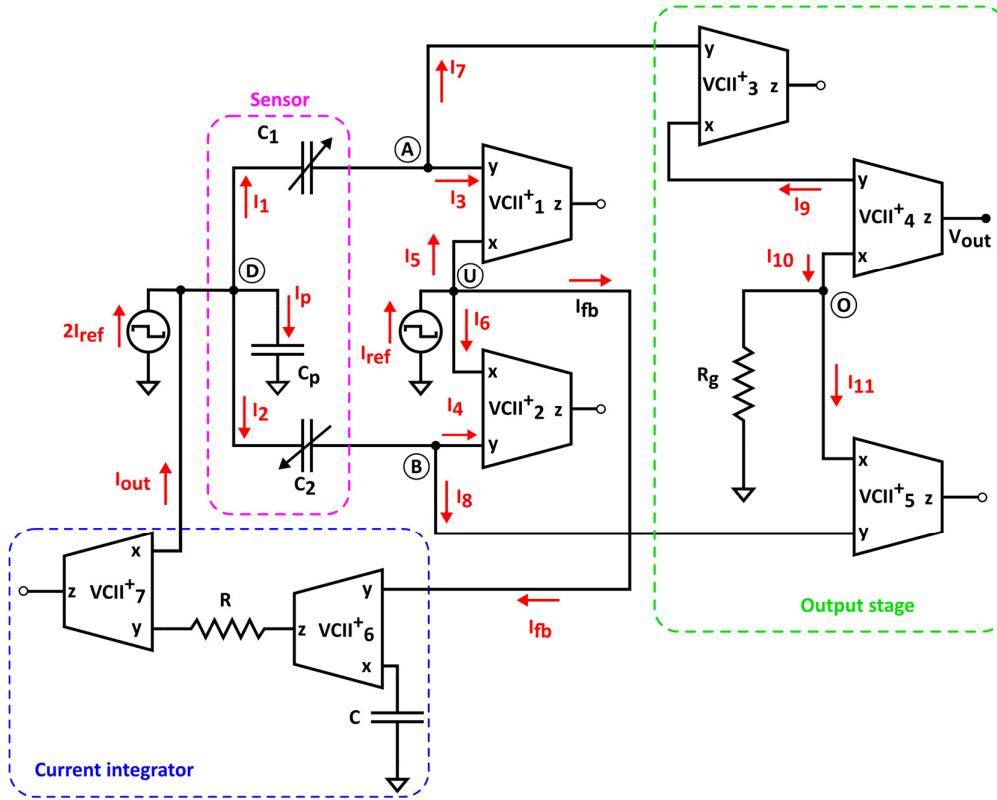 Sensor
C1
A
I7
y
VCII+3
z
x
I1
I3
y
VCII+1
z
x
I9
y
VCII+4
z
Vout
x
I10
O
D
I5
U
Ifb
2Iref
Ip
Cp
Iref
I6
x
VCII+2
z
y
I4
Rg
I11
I2
C2
B
I8
x
VCII+5
z
y
Iout
x
VCII+7
z
y
R
y
VCII+6
z
x
Ifb
C
Output stage
Current integrator